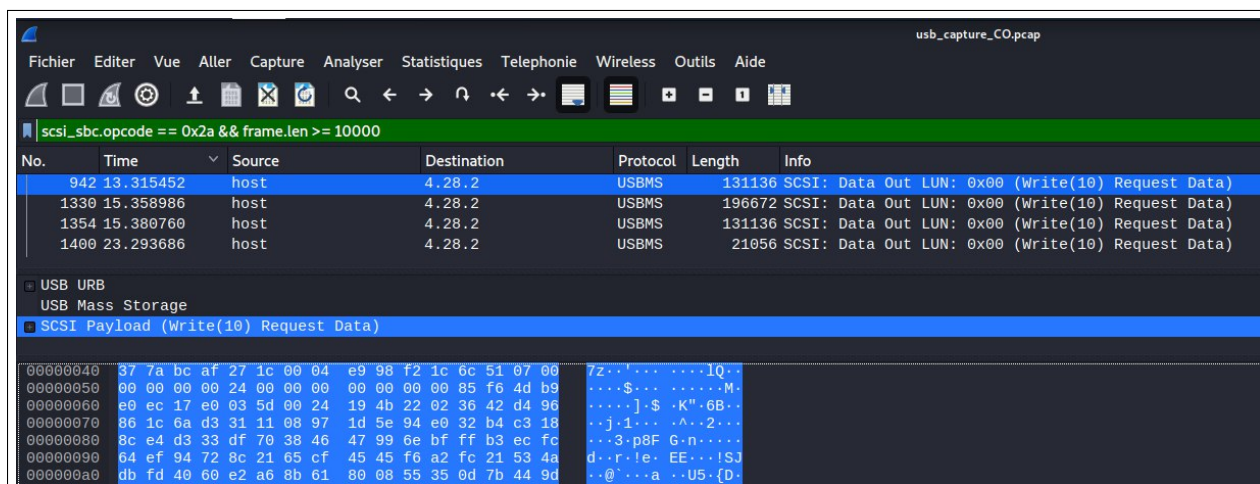 usb_capture_CO.pcap
Fichier Editer Vue Aller Capture Analyser Statistiques Telephonie Wireless Outils Aide
scsi_sbc.opcode == 0x2a && frame.len >= 10000
No. Time Source Destination Protocol Length Info
942 13.315452 host 4.28.2 USBMS 131136 SCSI: Data Out LUN: 0x00 (Write(10) Request Data)
1330 15.358986 host 4.28.2 USBMS 196672 SCSI: Data Out LUN: 0x00 (Write(10) Request Data)
1354 15.380760 host 4.28.2 USBMS 131136 SCSI: Data Out LUN: 0x00 (Write(10) Request Data)
1400 23.293686 host 4.28.2 USBMS 21056 SCSI: Data Out LUN: 0x00 (Write(10) Request Data)
USB URB
USB Mass Storage
SCSI Payload (Write(10) Request Data)
00000040 37 7a bc af 27 1c 00 04 e9 98 f2 1c 6c 51 07 00 7z··'··· ····lQ··
00000050 00 00 00 00 24 00 00 00 00 00 00 00 85 f6 4d b9 ····$··· ······M·
00000060 e0 ec 17 e0 03 5d 00 24 19 4b 22 02 36 42 d4 96 ·····]·$ ·K"·6B··
00000070 86 1c 6a d3 31 11 08 97 1d 5e 94 e0 32 b4 c3 18 ··j·1··· ·^··2···
00000080 8c e4 d3 33 df 70 38 46 47 99 6e bf ff b3 ec fc ···3·p8F G·n·····
00000090 64 ef 94 72 8c 21 65 cf 45 45 f6 a2 fc 21 53 4a d··r·!e· EE···!SJ
000000a0 db fd 40 60 e2 a6 8b 61 80 08 55 35 0d 7b 44 9d ··@`···a ··U5·{D·